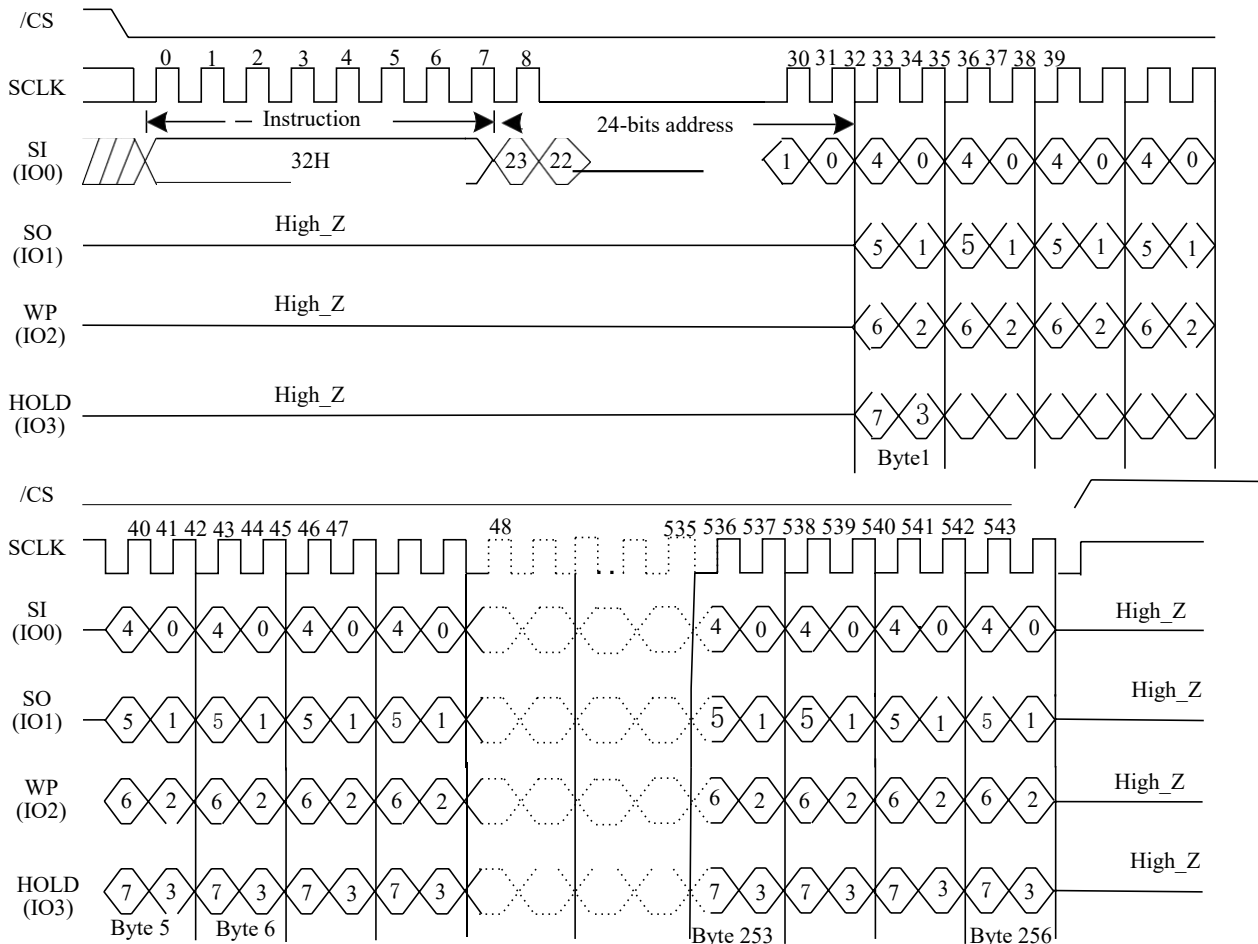 /CS
0 1 2 3 4 5 6 7 8 30 31 32 33 34 35 36 37 38 39
SCLK
Instruction 24-bits address
SI
(IO0)
32H 23 22 1 0 4 0 4 0 4 0 4 0
High_Z
SO
(IO1)
5 1 5 1 5 1 5 1
High_Z
WP
(IO2)
6 2 6 2 6 2 6 2
High_Z
HOLD
(IO3)
7 3
Byte1
/CS
40 41 42 43 44 45 46 47 48 535 536 537 538 539 540 541 542 543
SCLK
SI
(IO0)
4 0 4 0 4 0 4 0 4 0 4 0 4 0 4 0
High_Z
SO
(IO1)
5 1 5 1 5 1 5 1 5 1 5 1 5 1 5 1
High_Z
WP
(IO2)
6 2 6 2 6 2 6 2 6 2 6 2 6 2 6 2
High_Z
HOLD
(IO3)
7 3 7 3 7 3 7 3 7 3 7 3 7 3 7 3
High_Z
Byte 5 Byte 6 Byte 253 Byte 256